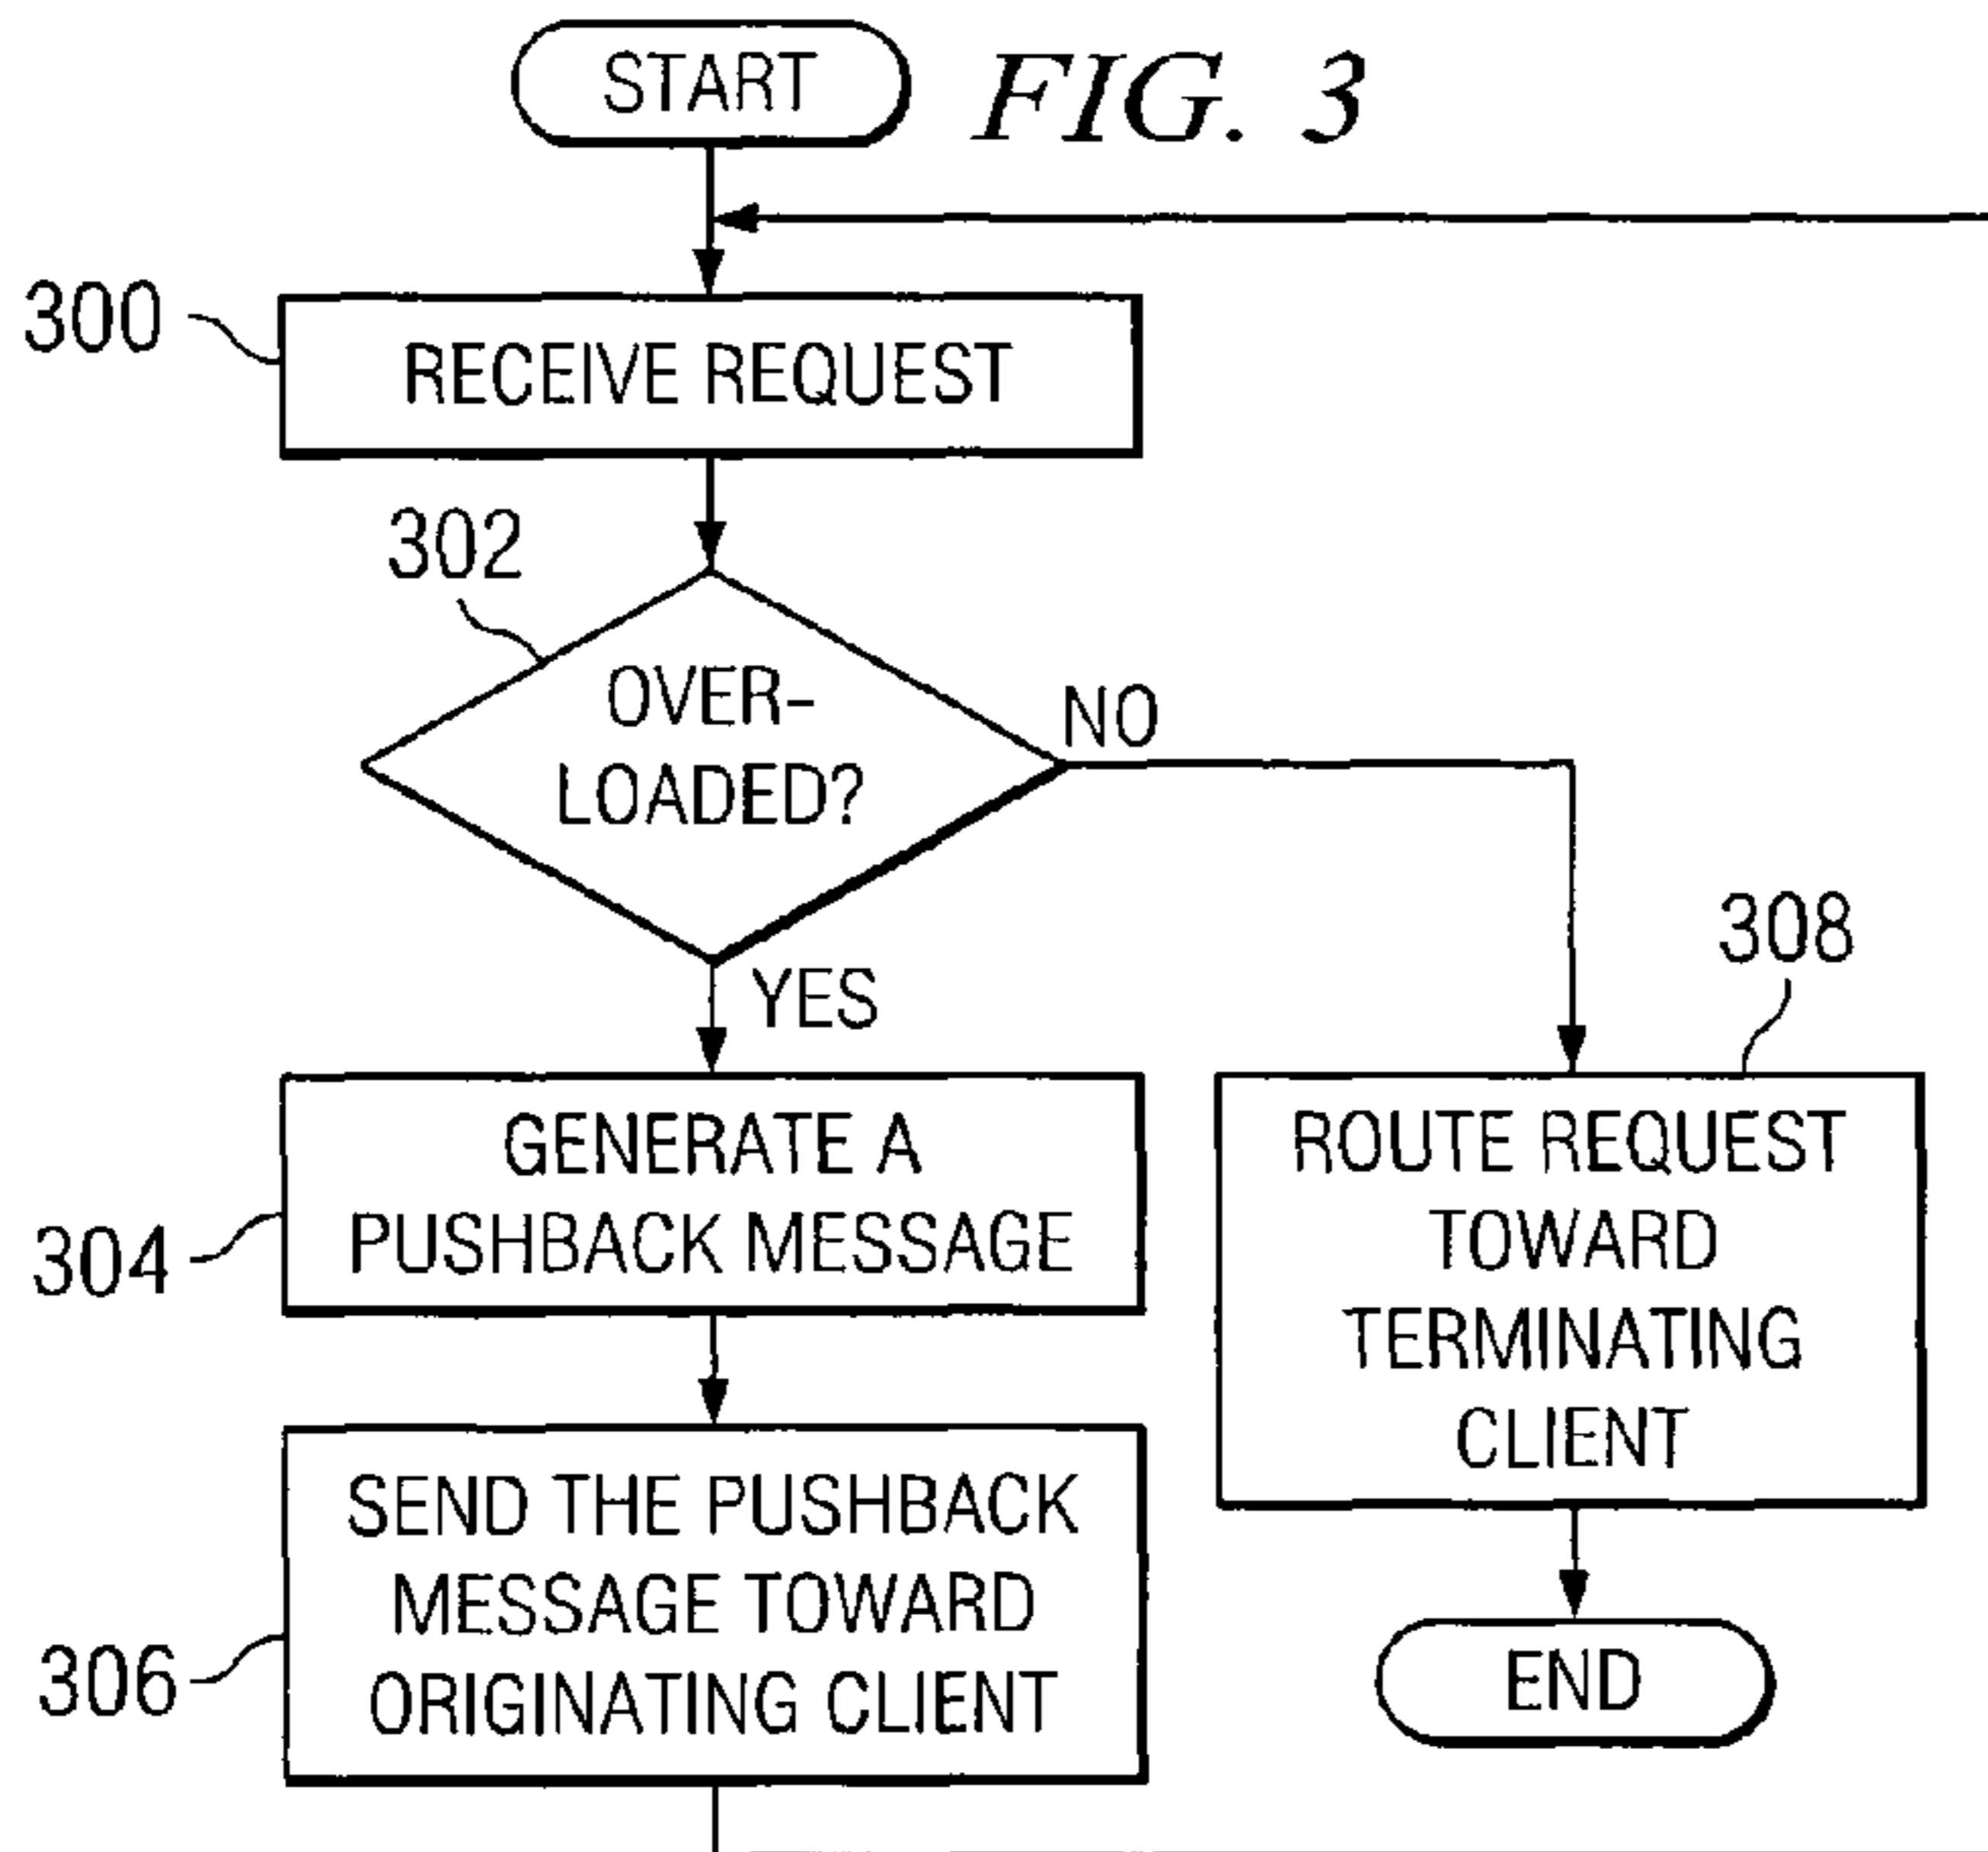 START
FIG. 3
300
RECEIVE REQUEST
302
OVER-
LOADED?
NO
YES
308
304
GENERATE A
PUSHBACK MESSAGE
ROUTE REQUEST
TOWARD
TERMINATING
CLIENT
306
SEND THE PUSHBACK
MESSAGE TOWARD
ORIGINATING CLIENT
END